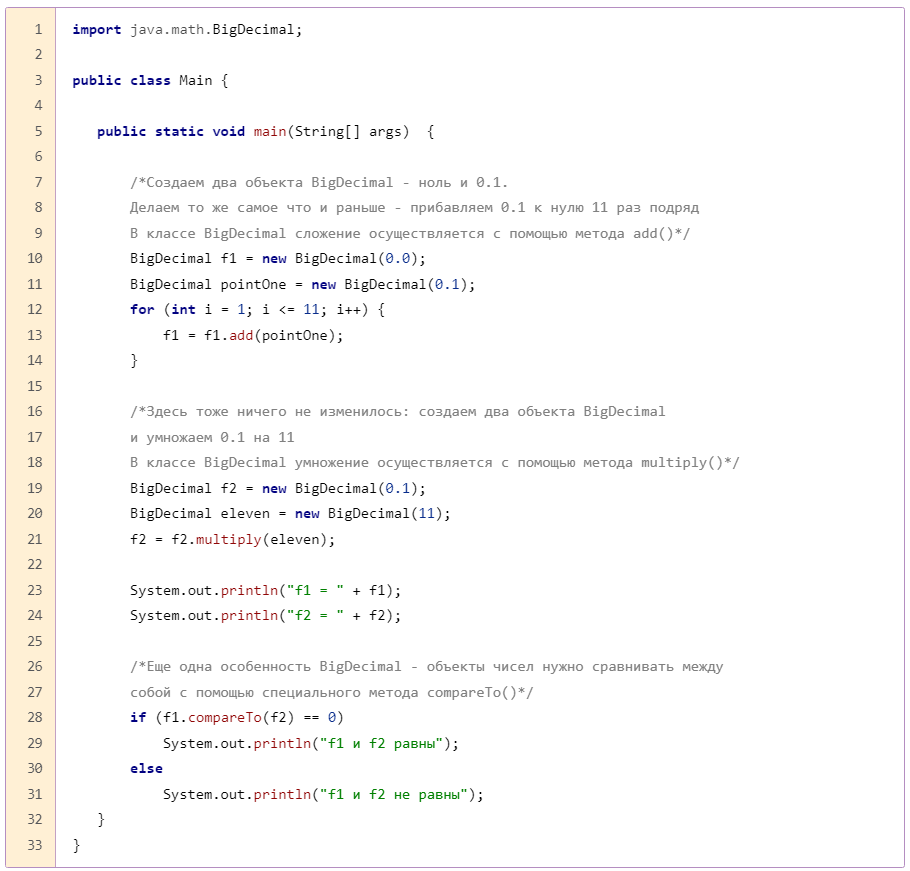 1 import java.math.BigDecimal;
2
3 public class Main {
4
5 public static void main(String[] args)  {
6
7 /*Создаем два объекта BigDecimal - ноль и 0.1.
8 Делаем то же самое что и раньше - прибавляем 0.1 к нулю 11 раз подряд
9 В классе BigDecimal сложение осуществляется с помощью метода add()*/
10 BigDecimal f1 = new BigDecimal(0.0);
11 BigDecimal pointOne = new BigDecimal(0.1);
12 for (int i = 1; i <= 11; i++) {
13 f1 = f1.add(pointOne);
14 }
15
16 /*Здесь тоже ничего не изменилось: создаем два объекта BigDecimal
17 и умножаем 0.1 на 11
18 В классе BigDecimal умножение осуществляется с помощью метода multiply()*/
19 BigDecimal f2 = new BigDecimal(0.1);
20 BigDecimal eleven = new BigDecimal(11);
21 f2 = f2.multiply(eleven);
22
23 System.out.println("f1 = " + f1);
24 System.out.println("f2 = " + f2);
25
26 /*Еще одна особенность BigDecimal - объекты чисел нужно сравнивать между
27 собой с помощью специального метода compareTo()*/
28 if (f1.compareTo(f2) == 0)
29 System.out.println("f1 и f2 равны");
30 else
31 System.out.println("f1 и f2 не равны");
32 }
33 }